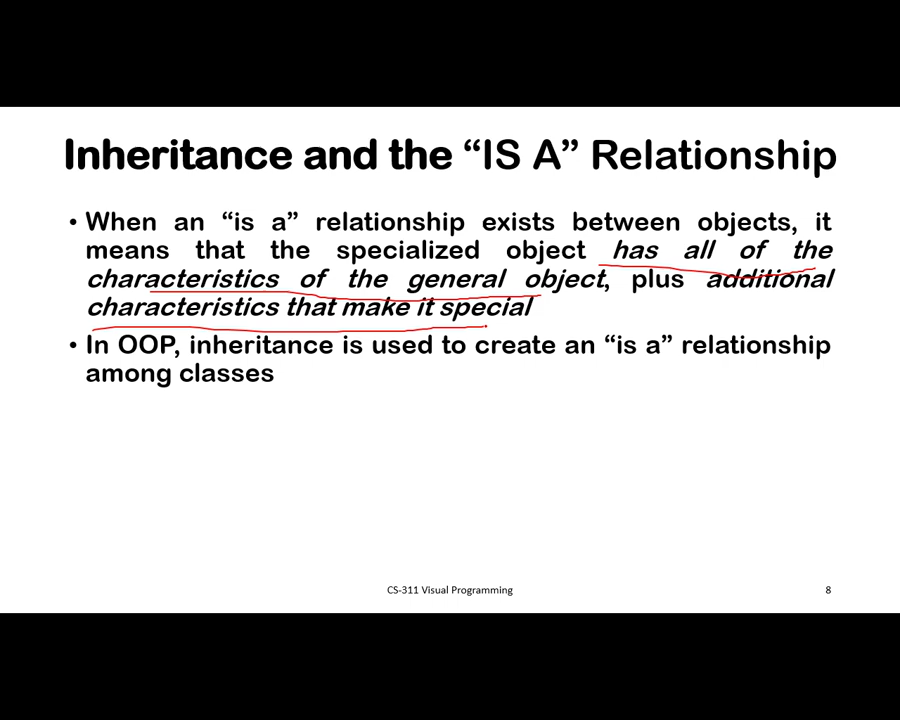 Inheritance and the “IS A” Relationship
• When an “is a” relationship exists between objects, it
means that the specialized object has all of the
characteristics of the general object, plus additional
characteristics that make it special
• In OOP, inheritance is used to create an “is a” relationship
among classes
CS-311 Visual Programming
8